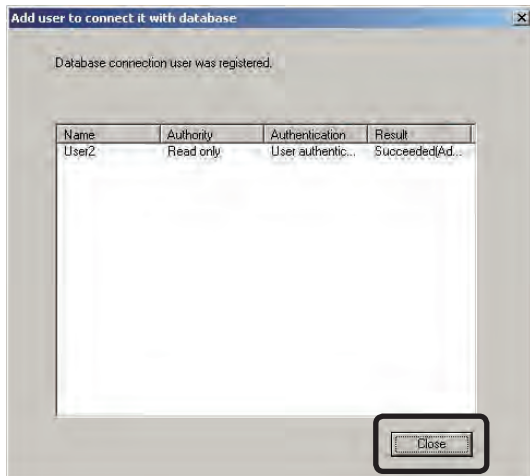 Add user to connect it with database
Database connection user was registered.
Name Authority Authentication Result
User2 Read only User authentic... Succeeded(Ad...
Close